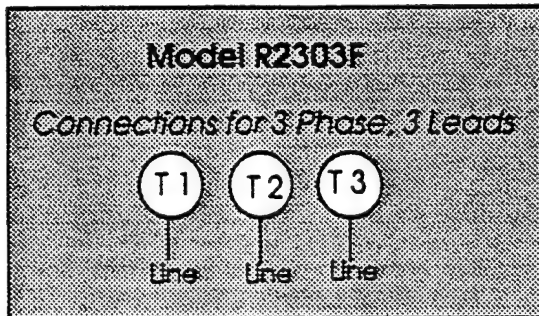 Model R2303F
Connections for 3 Phase, 3 Leads
T1 T2 T3
Line Line Line